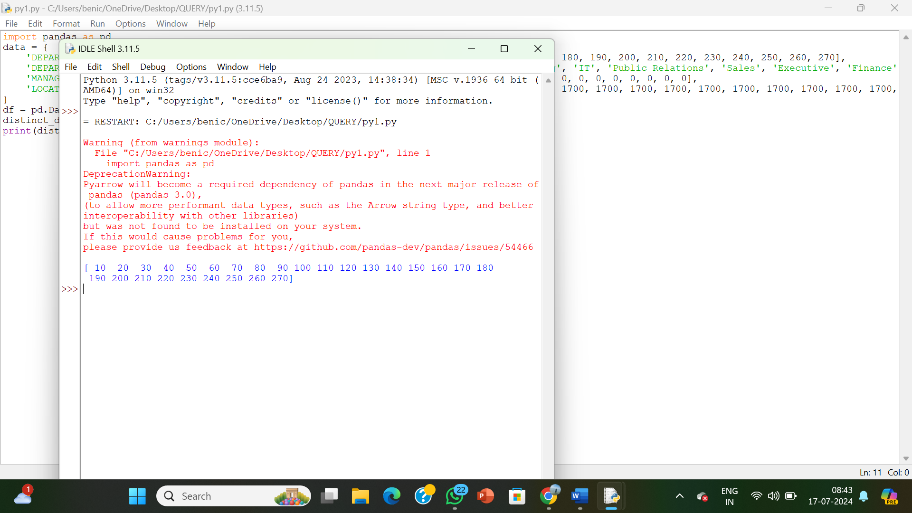 py1.py - C:/Users/benic/OneDrive/Desktop/QUERY/py1.py (3.11.5)
File Edit Format Run Options Window Help
import pandas as pd
data = {
'DEPAR
180, 190, 200, 210, 220, 230, 240, 250, 260, 270],
'DEPAR
', 'IT', 'Public Relations', 'Sales', 'Executive', 'Finance'
'MANAG
0, 0, 0, 0, 0, 0, 0, 0],
'LOCAT
1700, 1700, 1700, 1700, 1700, 1700, 1700, 1700, 1700, 1700,
}
df = pd.Da
distinct_d
print(dist
IDLE Shell 3.11.5
File Edit Shell Debug Options Window Help
Python 3.11.5 (tags/v3.11.5:cce6ba9, Aug 24 2023, 14:38:34) [MSC v.1936 64 bit (
AMD64)] on win32
Type "help", "copyright", "credits" or "license()" for more information.
>>>
= RESTART: C:/Users/benic/OneDrive/Desktop/QUERY/py1.py
Warning (from warnings module):
File "C:/Users/benic/OneDrive/Desktop/QUERY/py1.py", line 1
import pandas as pd
DeprecationWarning:
Pyarrow will become a required dependency of pandas in the next major release of
pandas (pandas 3.0),
(to allow more performant data types, such as the Arrow string type, and better
interoperability with other libraries)
but was not found to be installed on your system.
If this would cause problems for you,
please provide us feedback at https://github.com/pandas-dev/pandas/issues/54466
[ 10 20 30 40 50 60 70 80 90 100 110 120 130 140 150 160 170 180
190 200 210 220 230 240 250 260 270]
>>>
Ln: 11 Col: 0
1
Search
22
ENG
IN
08:43
17-07-2024
PRE